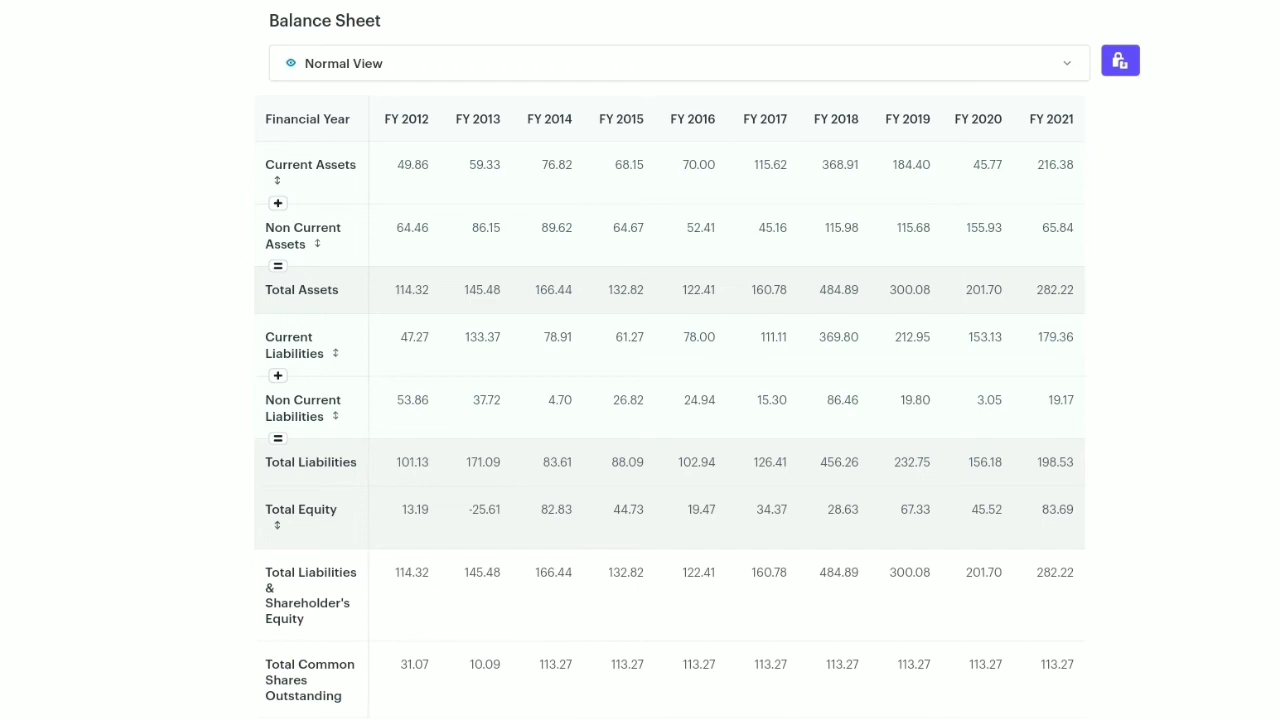 Balance Sheet
Normal View
Financial Year FY 2012 FY 2013 FY 2014 FY 2015 FY 2016 FY 2017 FY 2018 FY 2019 FY 2020 FY 2021
Current Assets 49.86 59.33 76.82 68.15 70.00 115.62 368.91 184.40 45.77 216.38
+
Non Current 64.46 86.15 89.62 64.67 52.41 45.16 115.98 115.68 155.93 65.84
Assets
=
Total Assets 114.32 145.48 166.44 132.82 122.41 160.78 484.89 300.08 201.70 282.22
Current 47.27 133.37 78.91 61.27 78.00 111.11 369.80 212.95 153.13 179.36
Liabilities
+
Non Current 53.86 37.72 4.70 26.82 24.94 15.30 86.46 19.80 3.05 19.17
Liabilities
=
Total Liabilities 101.13 171.09 83.61 88.09 102.94 126.41 456.26 232.75 156.18 198.53
Total Equity 13.19 -25.61 82.83 44.73 19.47 34.37 28.63 67.33 45.52 83.69
Total Liabilities 114.32 145.48 166.44 132.82 122.41 160.78 484.89 300.08 201.70 282.22
&
Shareholder's
Equity
Total Common 31.07 10.09 113.27 113.27 113.27 113.27 113.27 113.27 113.27 113.27
Shares
Outstanding